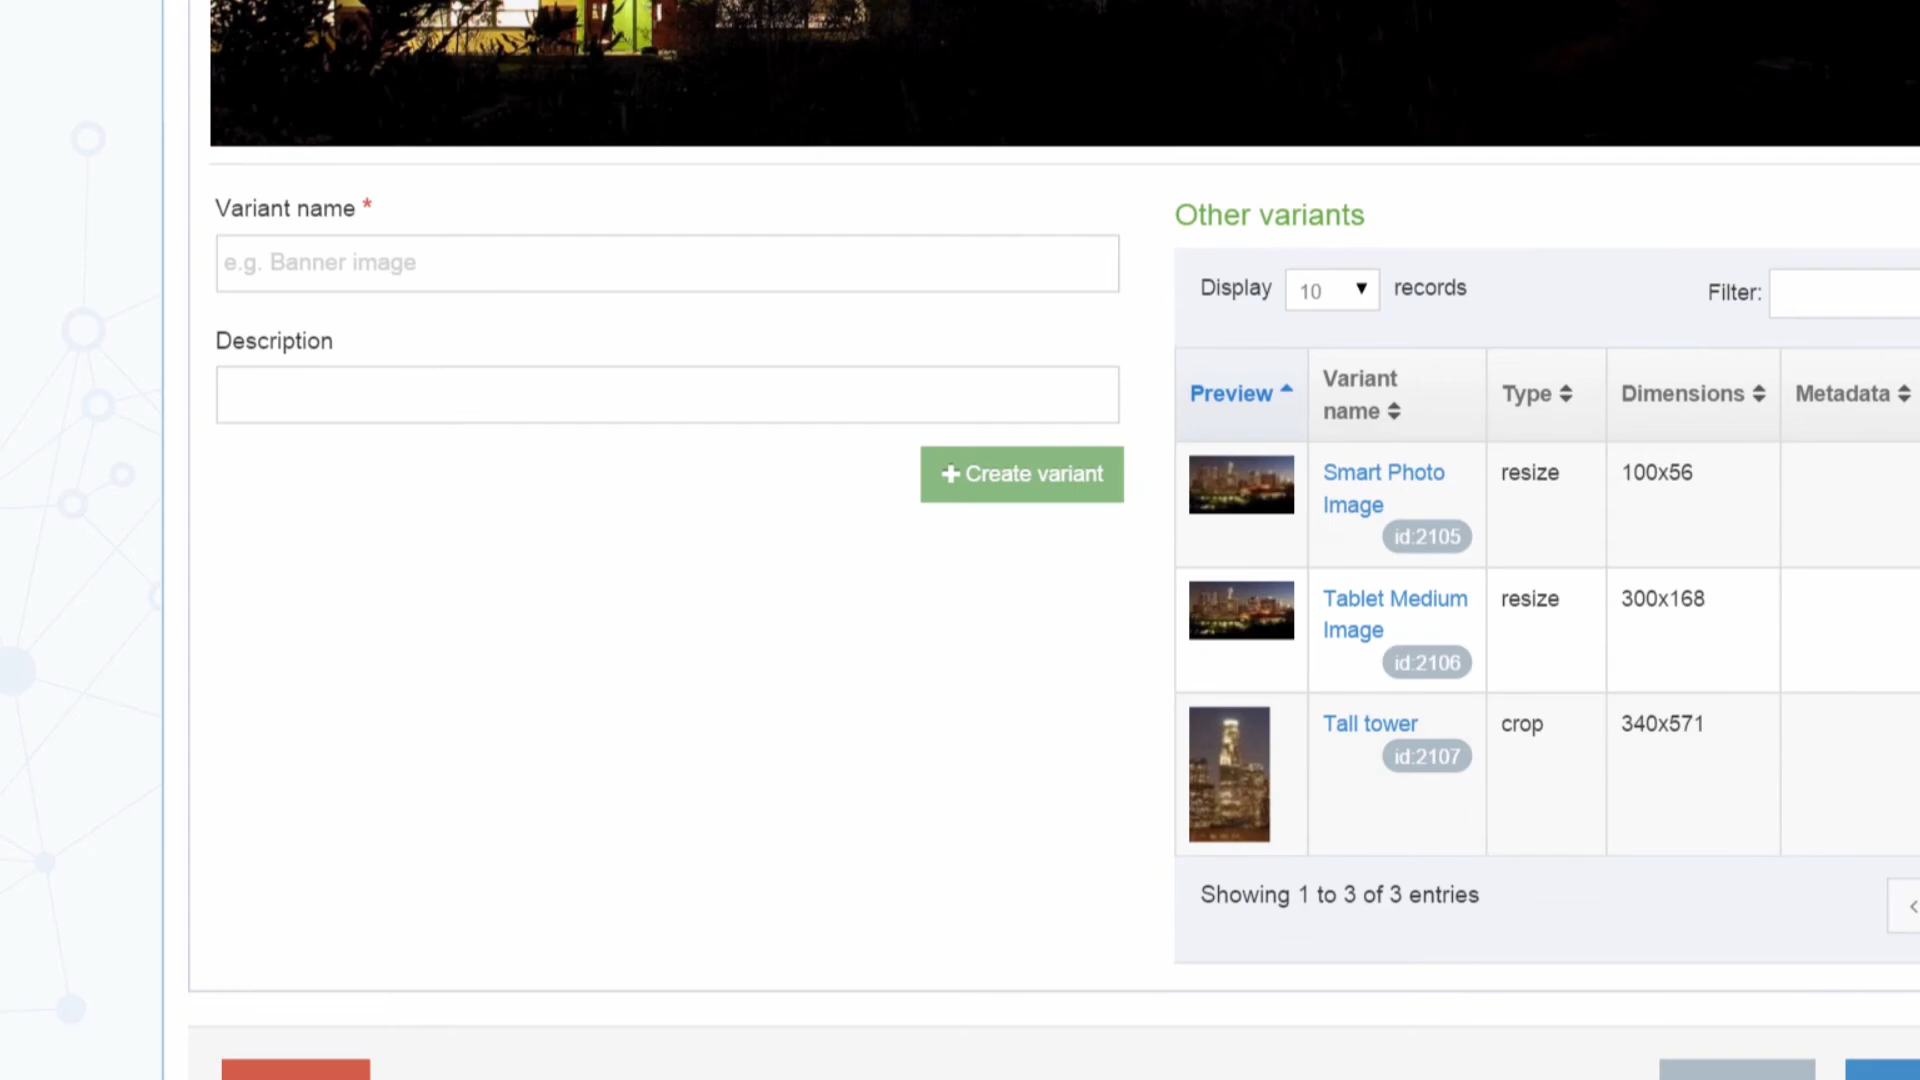 Variant name *
e.g. Banner image
Description
Create variant
Other variants
Display 10 records
Filter:
Preview
Variant name
Type
Dimensions
Metadata
Smart Photo Image
id:2105
resize
100x56
Tablet Medium Image
id:2106
resize
300x168
Tall tower
id:2107
crop
340x571
Showing 1 to 3 of 3 entries